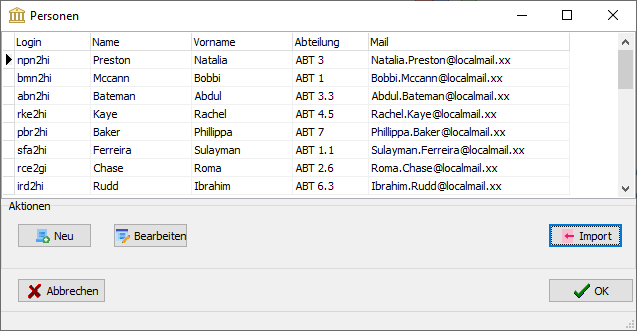 Personen
Login Name Vorname Abteilung Mail
npn2hi Preston Natalia ABT 3 Natalia.Preston@localmail.xx
bmn2hi Mccann Bobbi ABT 1 Bobbi.Mccann@localmail.xx
abn2hi Bateman Abdul ABT 3.3 Abdul.Bateman@localmail.xx
rke2hi Kaye Rachel ABT 4.5 Rachel.Kaye@localmail.xx
pbr2hi Baker Phillippa ABT 7 Phillippa.Baker@localmail.xx
sfa2hi Ferreira Sulayman ABT 1.1 Sulayman.Ferreira@localmail.xx
rce2gi Chase Roma ABT 2.6 Roma.Chase@localmail.xx
ird2hi Rudd Ibrahim ABT 6.3 Ibrahim.Rudd@localmail.xx
Aktionen
Neu Bearbeiten Import
Abbrechen OK